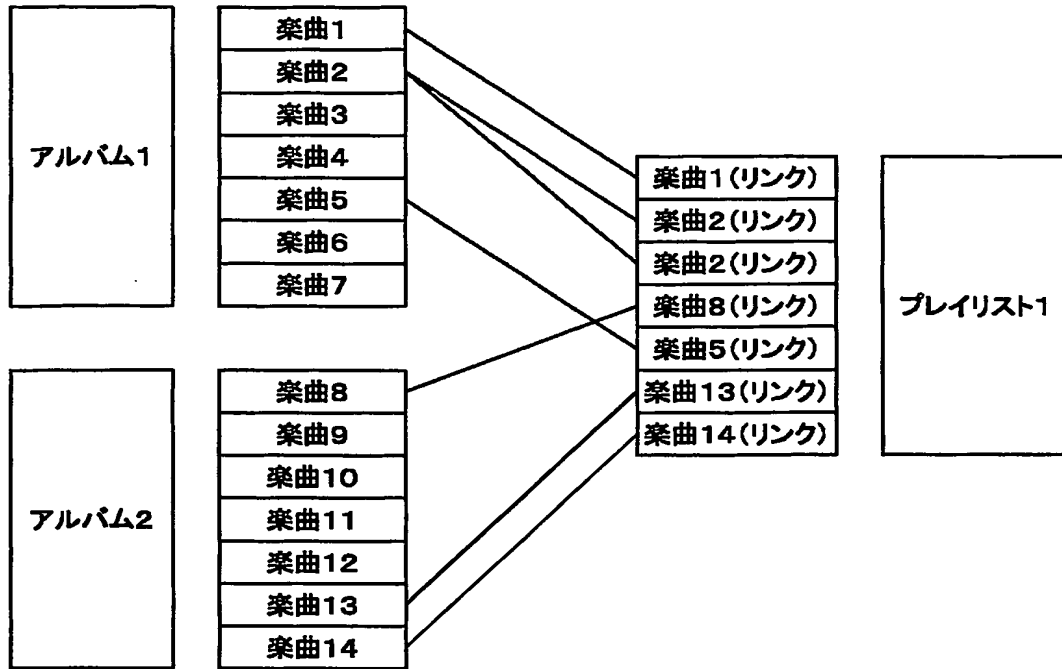 アルバム1
楽曲1
楽曲2
楽曲3
楽曲4
楽曲5
楽曲6
楽曲7
アルバム2
楽曲8
楽曲9
楽曲10
楽曲11
楽曲12
楽曲13
楽曲14
楽曲1(リンク)
楽曲2(リンク)
楽曲2(リンク)
楽曲8(リンク)
楽曲5(リンク)
楽曲13(リンク)
楽曲14(リンク)
プレイリスト1